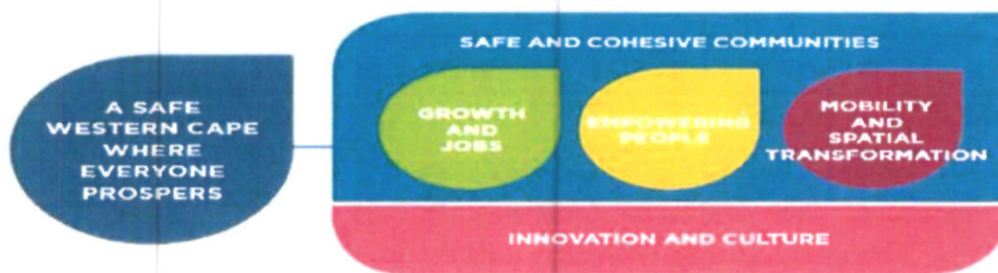 A SAFE
WESTERN CAPE
WHERE
EVERYONE
PROSPERS
SAFE AND COHESIVE COMMUNITIES
GROWTH
AND
JOBS
EMPOWERING
PEOPLE
MOBILITY
AND
SPATIAL
TRANSFORMATION
INNOVATION AND CULTURE